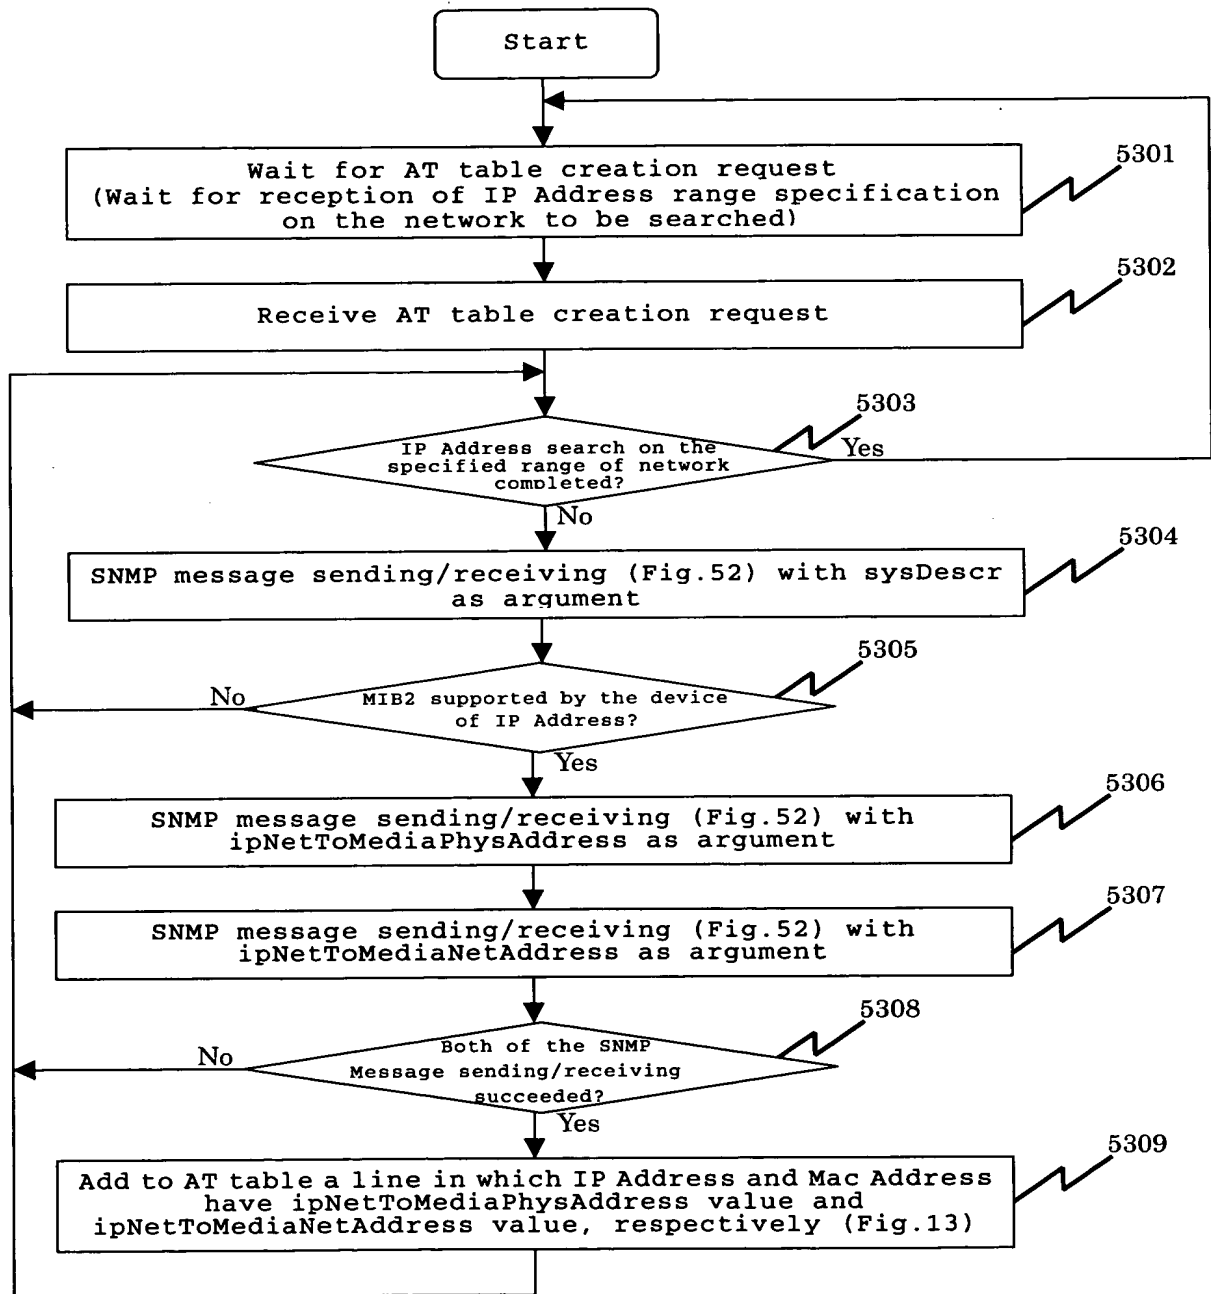 Start
Wait for AT table creation request
(Wait for reception of IP Address range specification
on the network to be searched)
5301
Receive AT table creation request
5302
5303
IP Address search on the
specified range of network
completed?
Yes
No
SNMP message sending/receiving (Fig.52) with sysDescr
as argument
5304
5305
MIB2 supported by the device
of IP Address?
No
Yes
SNMP message sending/receiving (Fig.52) with
ipNetToMediaPhysAddress as argument
5306
SNMP message sending/receiving (Fig.52) with
ipNetToMediaNetAddress as argument
5307
5308
Both of the SNMP
Message sending/receiving
succeeded?
No
Yes
Add to AT table a line in which IP Address and Mac Address
have ipNetToMediaPhysAddress value and
ipNetToMediaNetAddress value, respectively (Fig.13)
5309